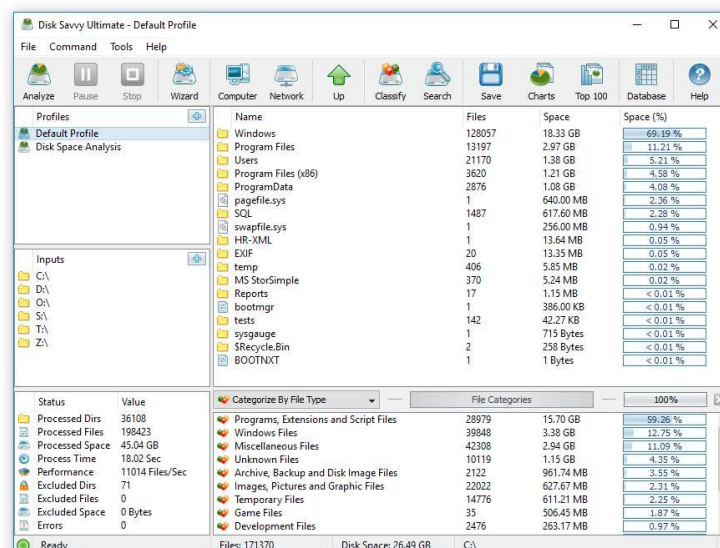 Disk Savvy Ultimate - Default Profile
File Command Tools Help
Analyze Pause Stop Wizard Computer Network Up Classify Search Save Charts Top 100 Database Help
Profiles
Default Profile
Disk Space Analysis
Inputs
C:\
D:\
O:\
S:\
T:\
Z:\
Name Files Space Space (%)
Windows 128057 18.33 GB 69.19 %
Program Files 13197 2.97 GB 11.21 %
Users 21170 1.38 GB 5.21 %
Program Files (x86) 3620 1.21 GB 4.58 %
ProgramData 2876 1.08 GB 4.08 %
pagefile.sys 1 640.00 MB 2.36 %
SQL 1487 617.60 MB 2.28 %
swapfile.sys 1 256.00 MB 0.94 %
HR-XML 1 13.64 MB 0.05 %
EXIF 20 13.35 MB 0.05 %
temp 406 5.85 MB 0.02 %
MS StorSimple 370 5.24 MB 0.02 %
Reports 17 1.15 MB < 0.01 %
bootmgr 1 386.00 KB < 0.01 %
tests 142 42.27 KB < 0.01 %
sysgauge 1 715 Bytes < 0.01 %
$Recycle.Bin 2 258 Bytes < 0.01 %
BOOTNXT 1 1 Bytes < 0.01 %
Status Value
Processed Dirs 36108
Processed Files 198423
Processed Space 45.04 GB
Process Time 18.02 Sec
Performance 11014 Files/Sec
Excluded Dirs 71
Excluded Files 0
Excluded Space 0 Bytes
Errors 0
Categorize By File Type File Categories 100%
Programs, Extensions and Script Files 28979 15.70 GB 59.26 %
Windows Files 39848 3.38 GB 12.75 %
Miscellaneous Files 42308 2.94 GB 11.09 %
Unknown Files 10119 1.15 GB 4.35 %
Archive, Backup and Disk Image Files 2122 961.74 MB 3.55 %
Images, Pictures and Graphic Files 22022 627.67 MB 2.31 %
Temporary Files 14776 611.21 MB 2.25 %
Game Files 35 506.45 MB 1.87 %
Development Files 2476 263.17 MB 0.97 %
Ready Files: 171370 Disk Space: 26.49 GB C:\